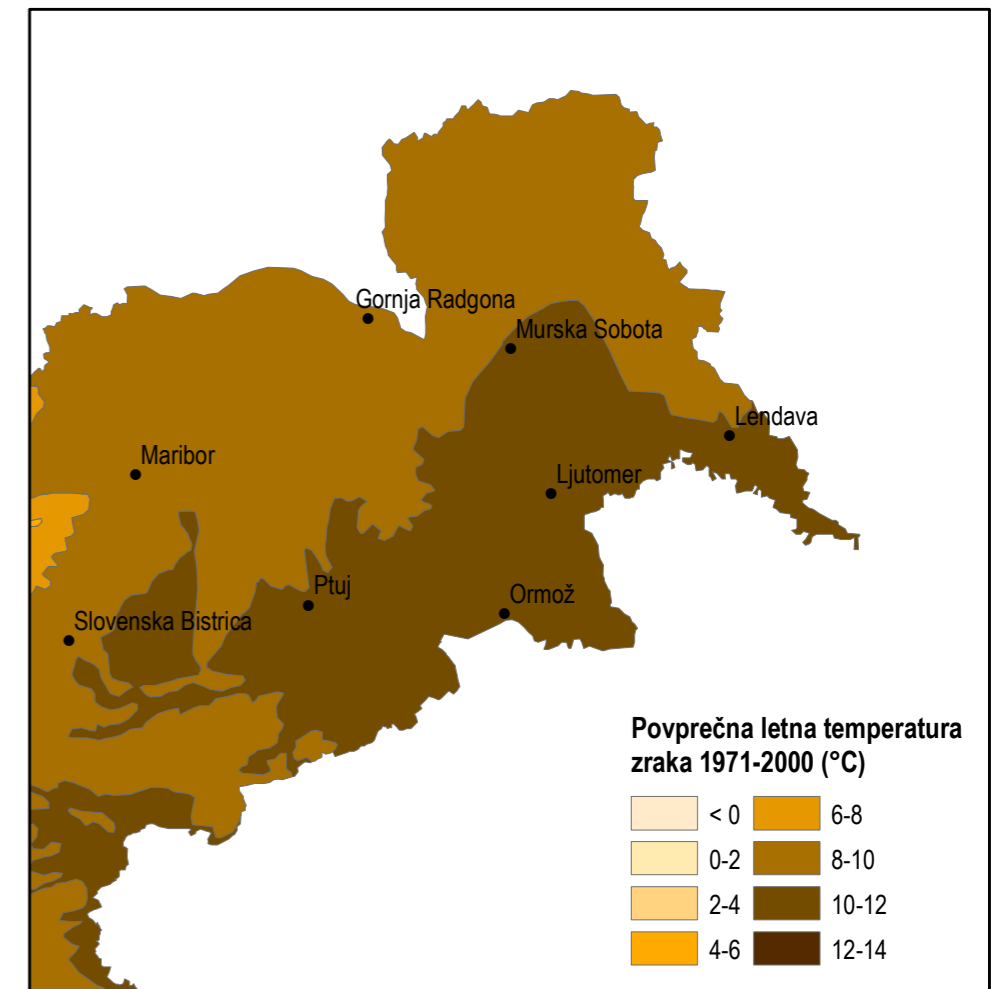 Gornja Radgona
Murska Sobota
Lendava
Maribor
Ljutomer
Ptuj
Ormož
Slovenska Bistrica
Povprečna letna temperatura
zraka 1971-2000 (°C)
< 0
6-8
0-2
8-10
2-4
10-12
4-6
12-14